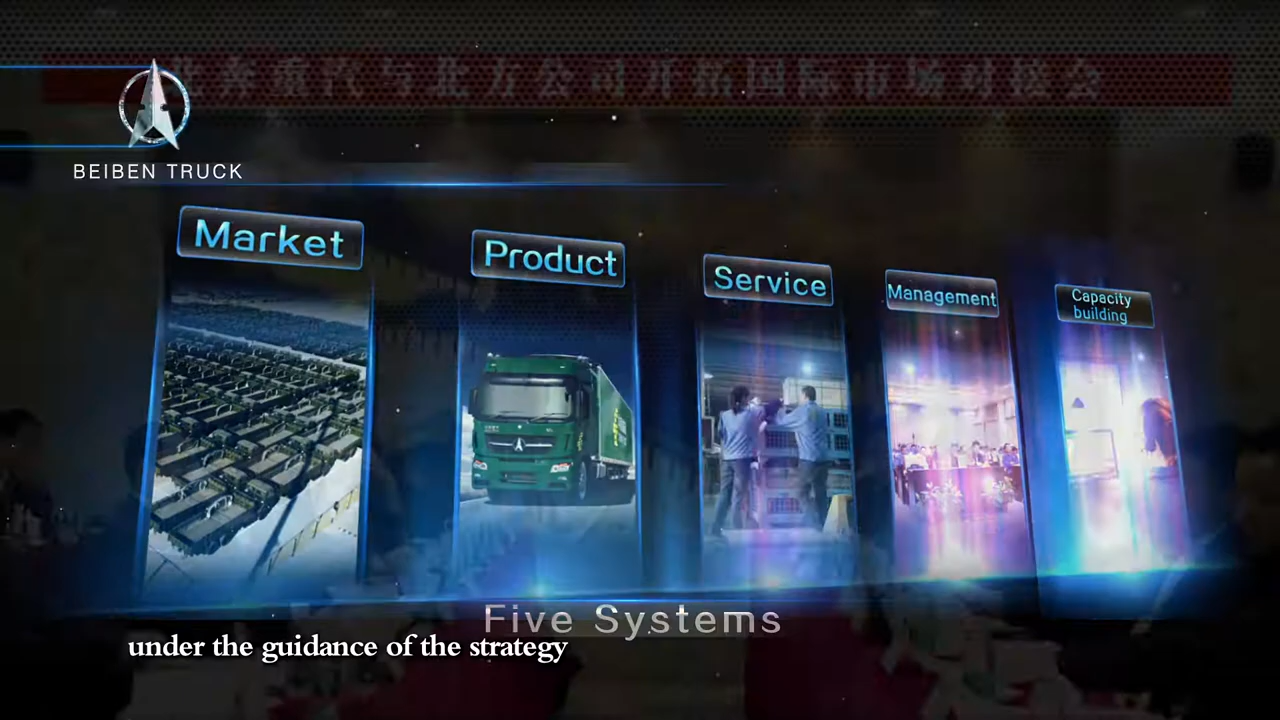 北奔重汽与北方公司开拓国际市场对接会
BEIBEN TRUCK
Market
Product
Service
Management
Capacity
building
Five Systems
under the guidance of the strategy